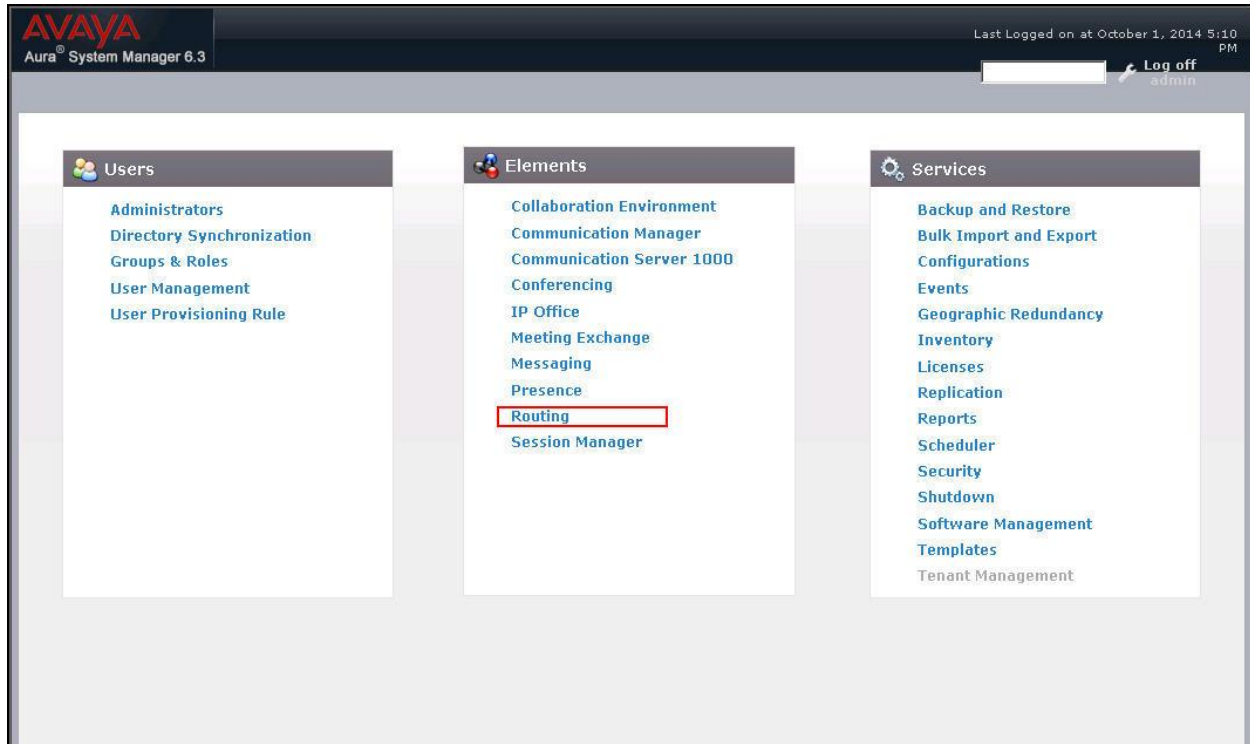 AVAYA
Aura® System Manager 6.3
Last Logged on at October 1, 2014 5:10
PM
Log off
admin
Users
Administrators
Directory Synchronization
Groups & Roles
User Management
User Provisioning Rule
Elements
Collaboration Environment
Communication Manager
Communication Server 1000
Conferencing
IP Office
Meeting Exchange
Messaging
Presence
Routing
Session Manager
Services
Backup and Restore
Bulk Import and Export
Configurations
Events
Geographic Redundancy
Inventory
Licenses
Replication
Reports
Scheduler
Security
Shutdown
Software Management
Templates
Tenant Management